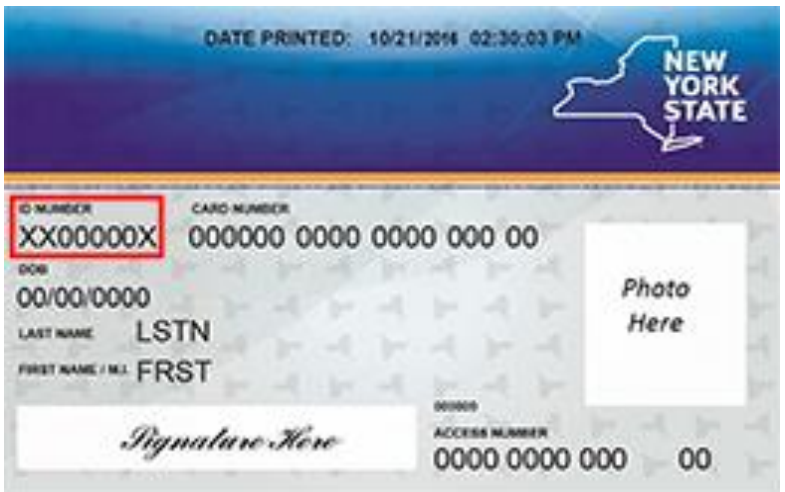 DATE PRINTED: 10/21/2016 02:30:03 PM
NEW
YORK
STATE
ID NUMBER
CARD NUMBER
XX00000X
000000 0000 0000 000 00
DOB
00/00/0000
LAST NAME LSTN
FIRST NAME / M.I. FRST
Photo
Here
Signature Here
000000
ACCESS NUMBER
0000 0000 000 00